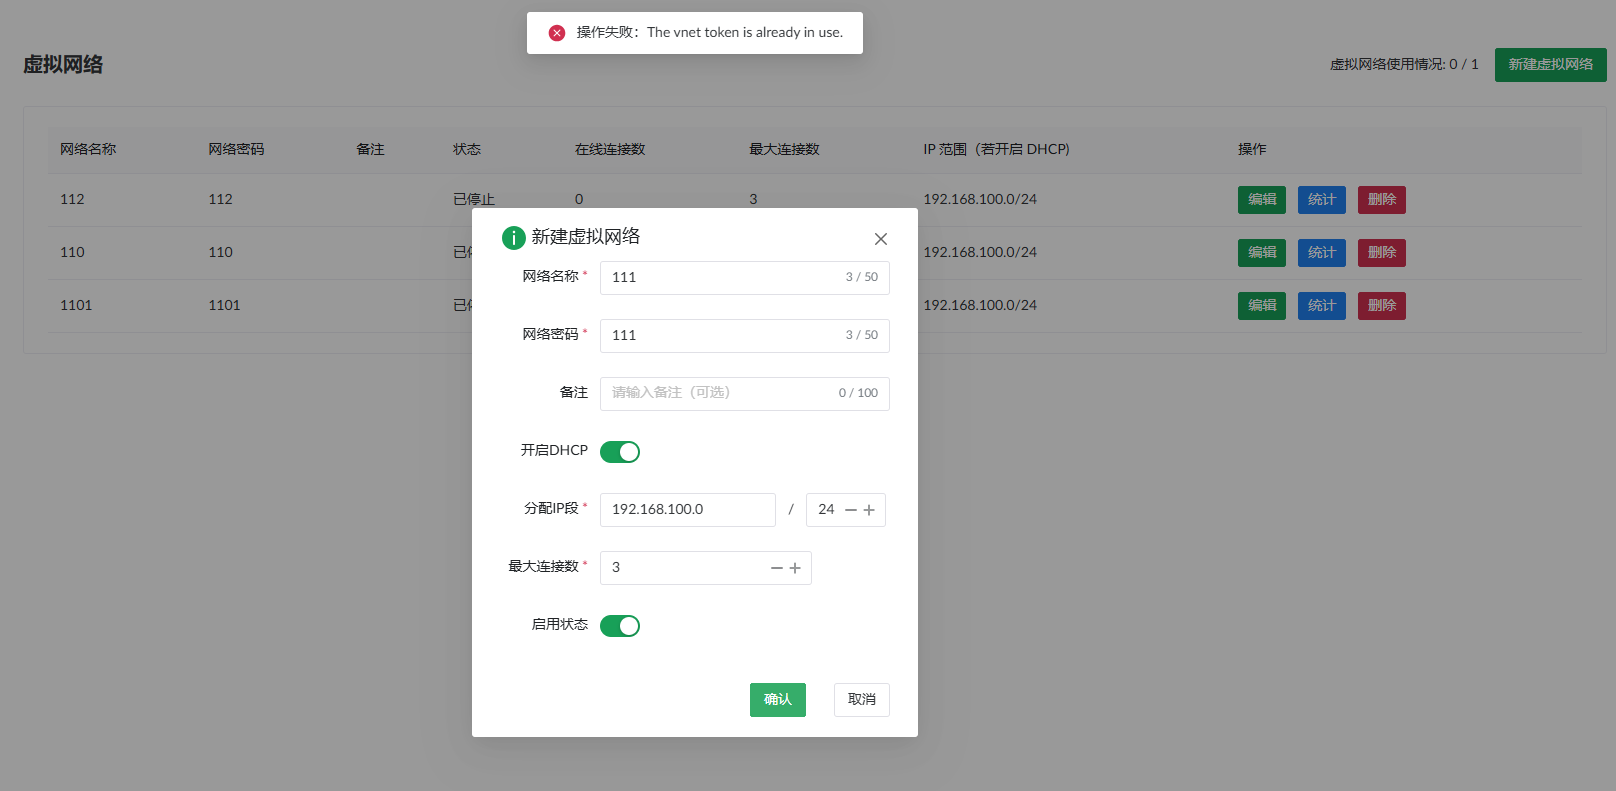 操作失败：The vnet token is already in use.
虚拟网络
虚拟网络使用情况: 0 / 1
新建虚拟网络
网络名称 网络密码 备注 状态 在线连接数 最大连接数 IP 范围（若开启 DHCP) 操作
112 112 已停止 0 3 192.168.100.0/24 编辑 统计 删除
110 110 已 192.168.100.0/24 编辑 统计 删除
1101 1101 已 192.168.100.0/24 编辑 统计 删除
新建虚拟网络
网络名称 * 111 3 / 50
网络密码 * 111 3 / 50
备注 请输入备注（可选） 0 / 100
开启DHCP
分配IP段 * 192.168.100.0 / 24
最大连接数 * 3
启用状态
确认 取消